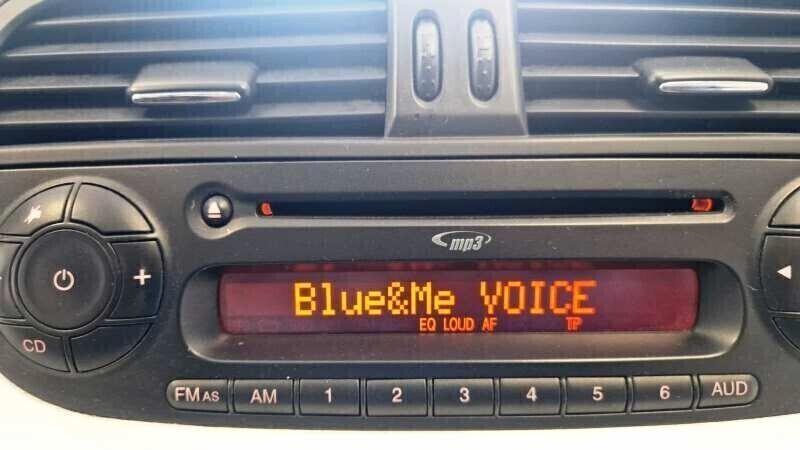 mp3
Blue&Me VOICE
EQ LOUD AF TP
CD
FM AS AM 1 2 3 4 5 6 AUD